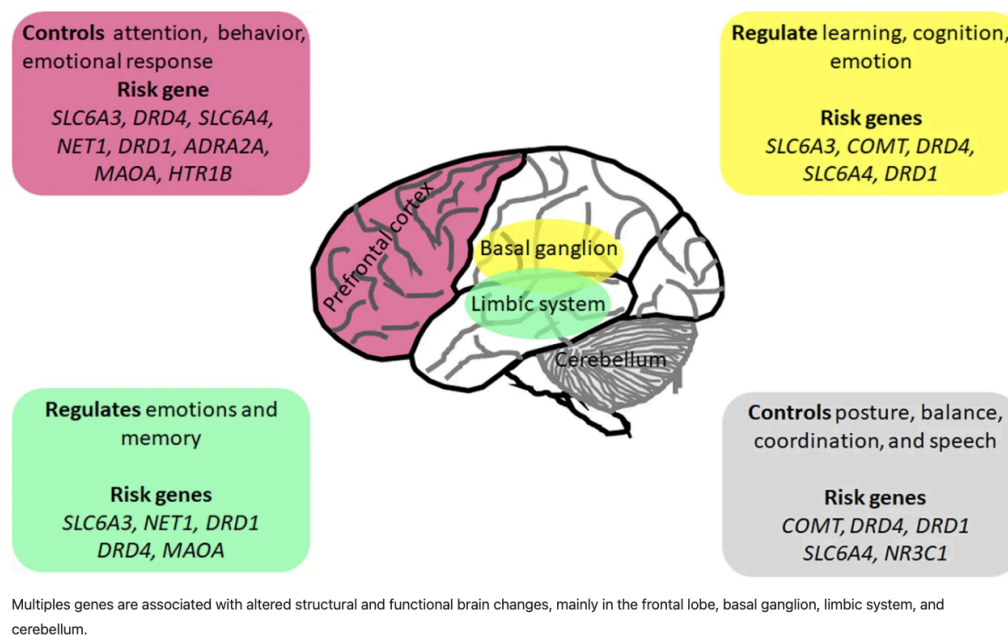 Controls attention, behavior,
emotional response
Risk gene
SLC6A3, DRD4, SLC6A4,
NET1, DRD1, ADRA2A,
MAOA, HTR1B
Regulate learning, cognition,
emotion
Risk genes
SLC6A3, COMT, DRD4,
SLC6A4, DRD1
Prefrontal cortex
Basal ganglion
Limbic system
Cerebellum
Regulates emotions and
memory
Risk genes
SLC6A3, NET1, DRD1
DRD4, MAOA
Controls posture, balance,
coordination, and speech
Risk genes
COMT, DRD4, DRD1
SLC6A4, NR3C1
Multiples genes are associated with altered structural and functional brain changes, mainly in the frontal lobe, basal ganglion, limbic system, and
cerebellum.